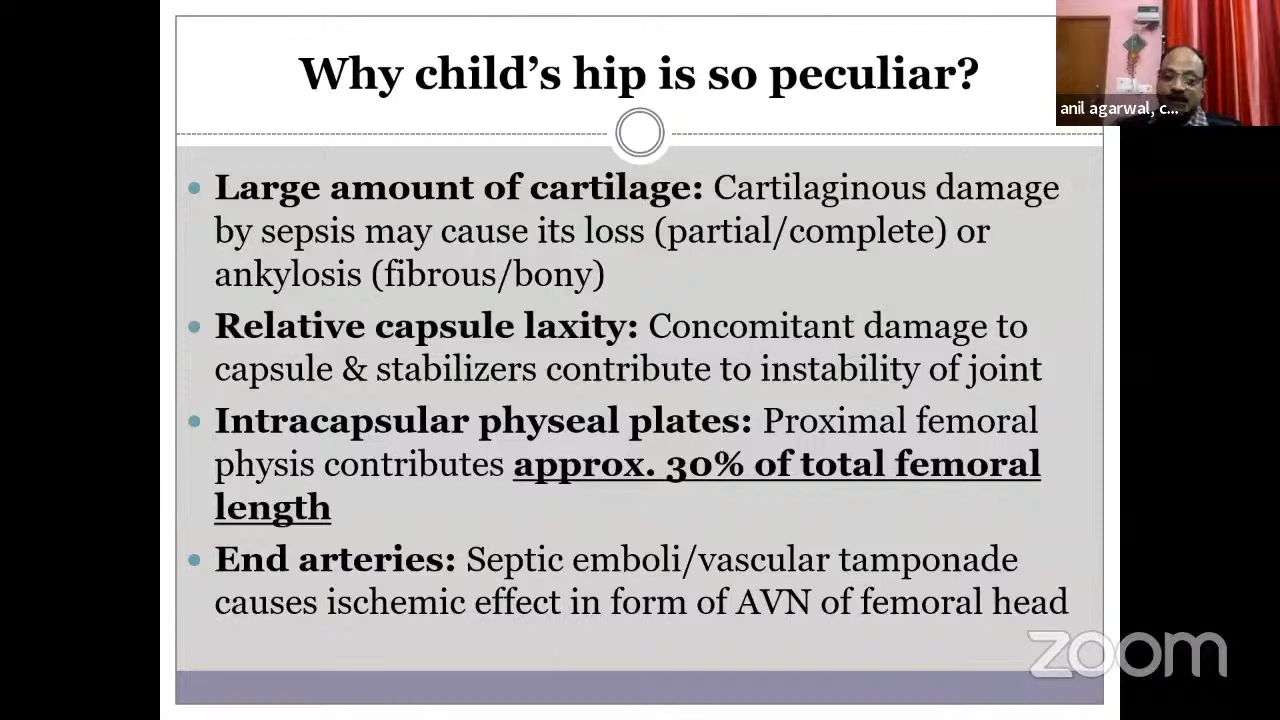 Why child's hip is so peculiar?
anil agarwal, c...
• Large amount of cartilage: Cartilaginous damage
by sepsis may cause its loss (partial/complete) or
ankylosis (fibrous/bony)
• Relative capsule laxity: Concomitant damage to
capsule & stabilizers contribute to instability of joint
• Intracapsular physeal plates: Proximal femoral
physis contributes approx. 30% of total femoral
length
• End arteries: Septic emboli/vascular tamponade
causes ischemic effect in form of AVN of femoral head
zoom